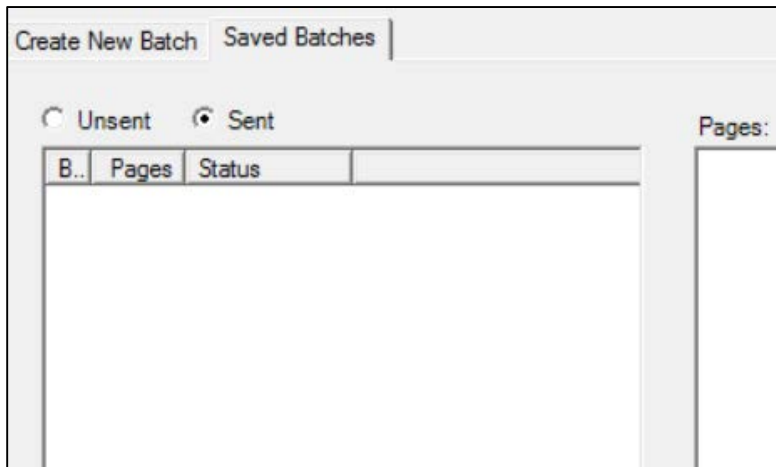 Create New Batch Saved Batches
Unsent Sent
Pages:
B.. Pages Status